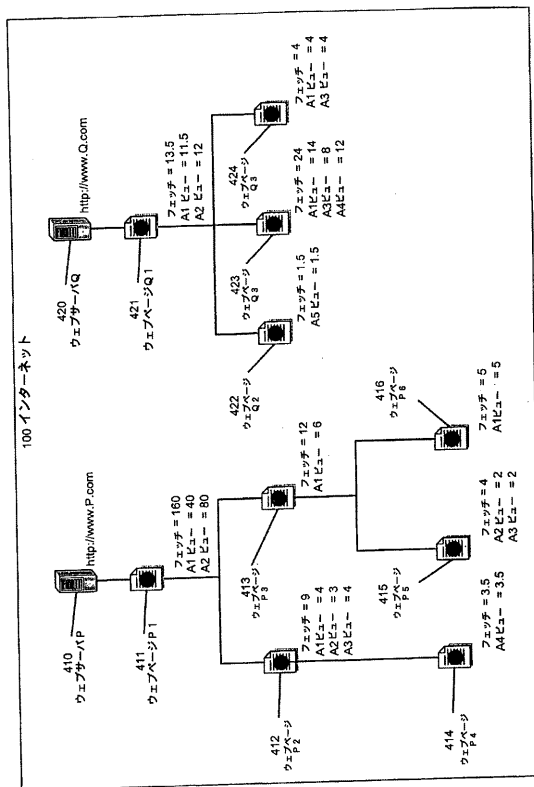 100 インターネット
410
ウェブサーバP
http://www.P.com
411
ウェブページP 1
フェッチ = 160
A1 ビュー = 40
A2 ビュー = 80
412
ウェブページ
P 2
フェッチ = 9
A1ビュー = 4
A2ビュー = 3
A3ビュー = 4
413
ウェブページ
P 3
フェッチ = 12
A1 ビュー = 6
414
ウェブページ
P 4
フェッチ = 3.5
A4ビュー = 3.5
415
ウェブページ
P 5
フェッチ = 4
A2 ビュー = 2
A3 ビュー = 2
416
ウェブページ
P 6
フェッチ = 5
A1ビュー = 5
420
ウェブサーバQ
http://www.Q.com
421
ウェブページQ 1
フェッチ = 13.5
A1 ビュー = 11.5
A2 ビュー = 12
422
ウェブページ
Q 2
フェッチ = 1.5
A5 ビュー = 1.5
423
ウェブページ
Q 3
フェッチ = 24
A1ビュー = 14
A3ビュー = 8
A4ビュー = 12
424
ウェブページ
Q 3
フェッチ = 4
A1 ビュー = 4
A3 ビュー = 4